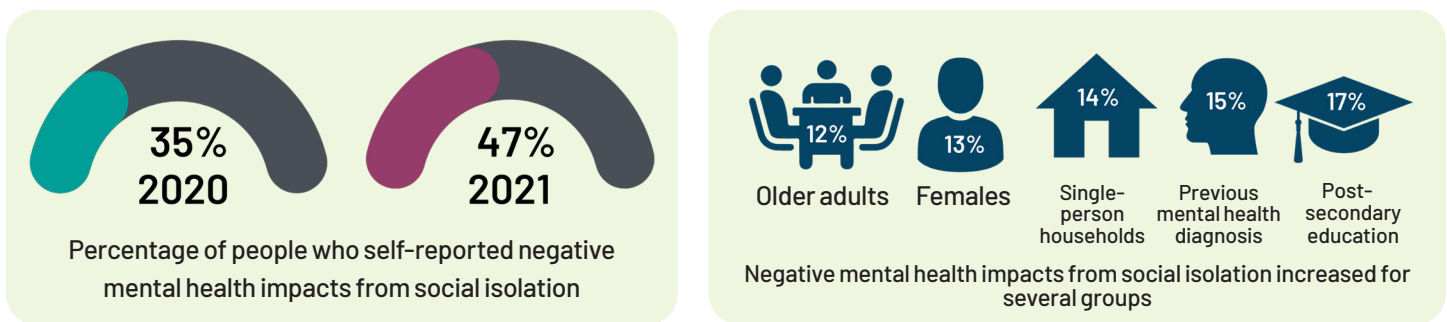 35%
2020
47%
2021
Percentage of people who self-reported negative
mental health impacts from social isolation
12%
Older adults
13%
Females
14%
Single-
person
households
15%
Previous
mental health
diagnosis
17%
Post-
secondary
education
Negative mental health impacts from social isolation increased for
several groups